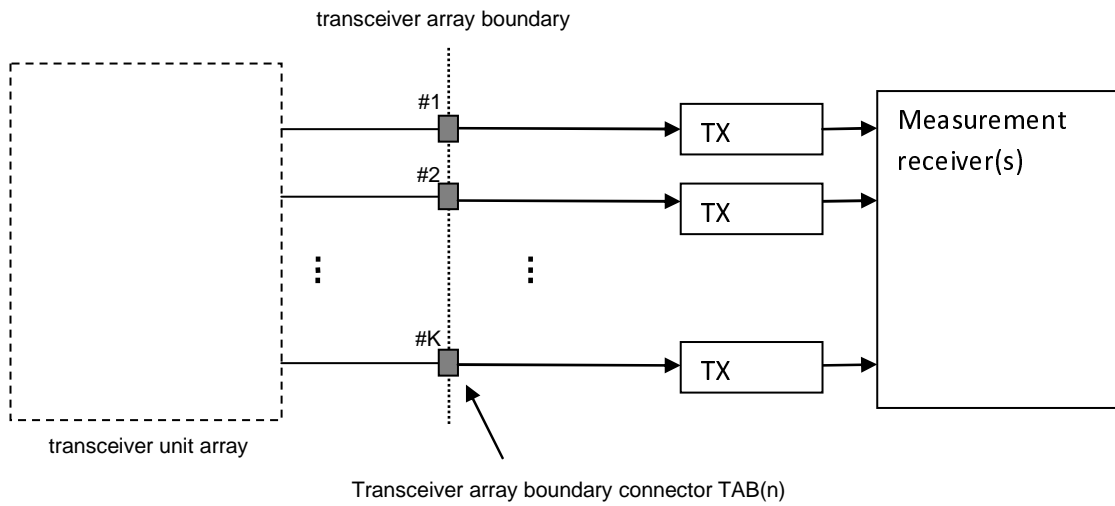 transceiver array boundary
#1
TX
Measurement
receiver(s)
#2
TX
#K
TX
transceiver unit array
Transceiver array boundary connector TAB(n)